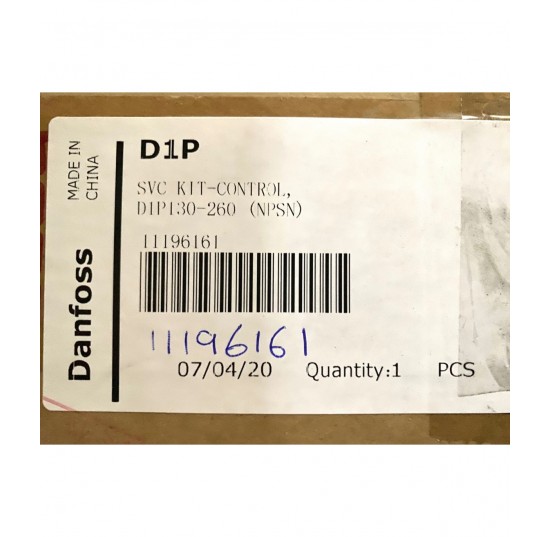 MADE IN
CHINA
Danfoss
D1P
SVC KIT-CONTROL,
D1P130-260 (NPSN)
11196161
11196161
07/04/20 Quantity:1 PCS